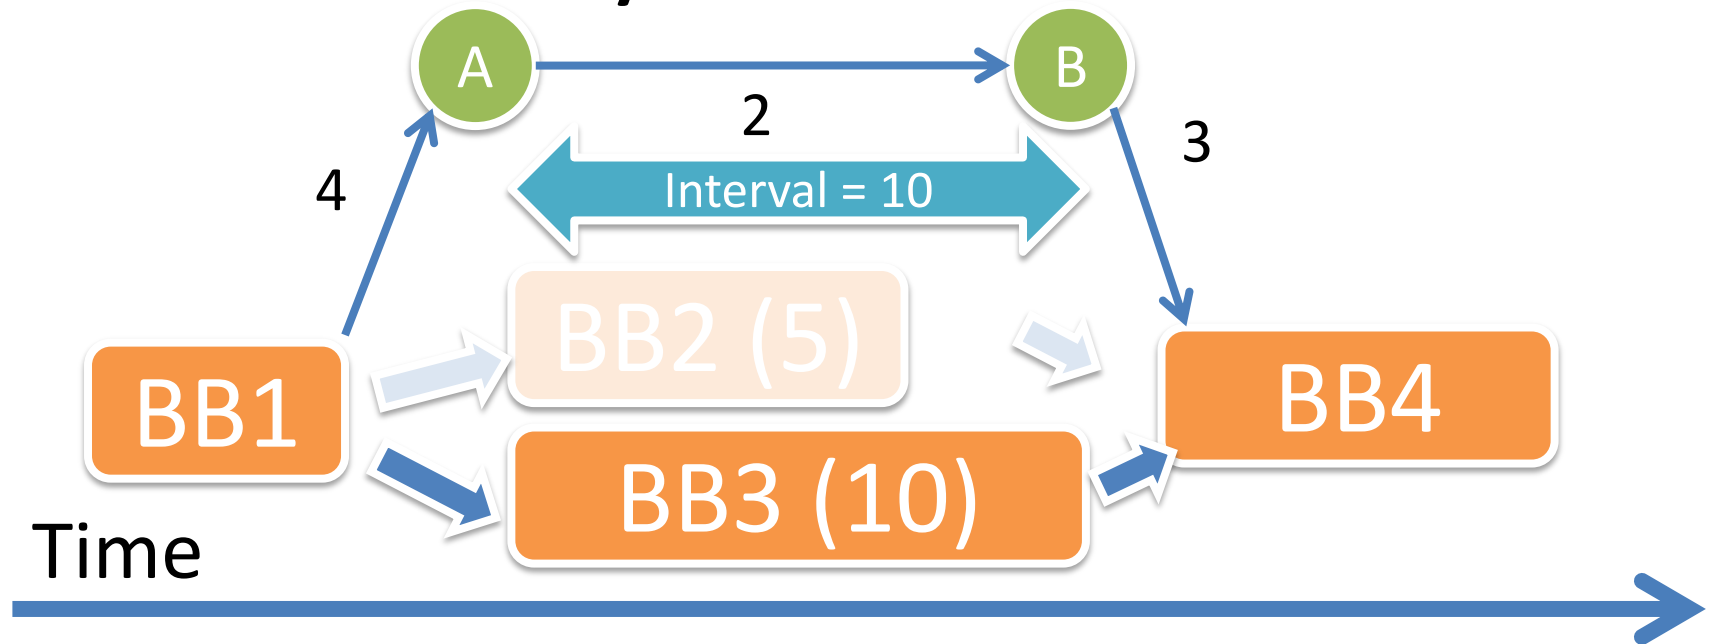 A
B
2
3
4
Interval = 10
BB2 (5)
BB1
BB4
BB3 (10)
Time